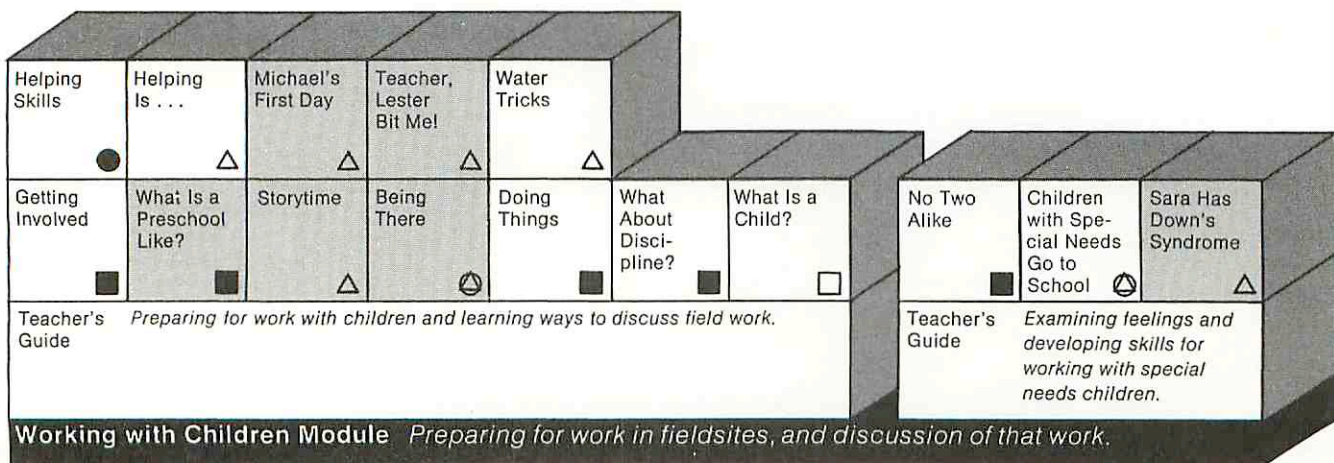 Helping
Skills
Helping
Is . . .
Michael's
First Day
Teacher,
Lester
Bit Me!
Water
Tricks
Getting
Involved
What Is a
Preschool
Like?
Storytime
Being
There
Doing
Things
What
About
Disci-
pline?
What Is a
Child?
No Two
Alike
Children
with Spe-
cial Needs
Go to
School
Sara Has
Down's
Syndrome
Teacher's
Guide
Preparing for work with children and learning ways to discuss field work.
Teacher's
Guide
Examining feelings and
developing skills for
working with special
needs children.
Working with Children Module Preparing for work in fieldsites, and discussion of that work.